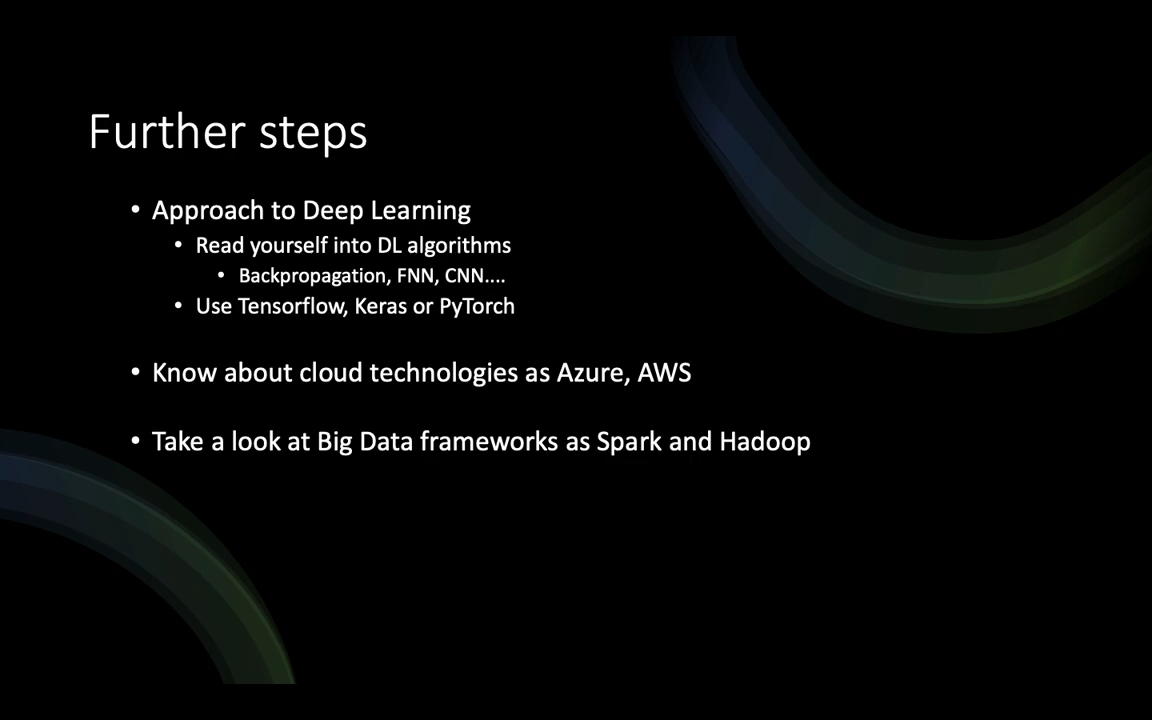 Further steps
• Approach to Deep Learning
• Read yourself into DL algorithms
• Backpropagation, FNN, CNN....
• Use Tensorflow, Keras or PyTorch
• Know about cloud technologies as Azure, AWS
• Take a look at Big Data frameworks as Spark and Hadoop